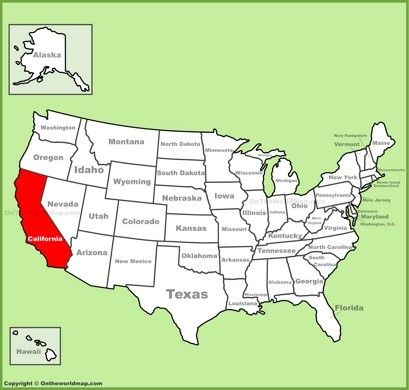 Alaska
Washington
Oregon
California
Nevada
Idaho
Montana
Wyoming
Utah
Arizona
Colorado
New Mexico
North Dakota
South Dakota
Nebraska
Kansas
Oklahoma
Texas
Minnesota
Iowa
Missouri
Arkansas
Louisiana
Wisconsin
Illinois
Michigan
Indiana
Ohio
Kentucky
Tennessee
Mississippi
Alabama
Georgia
Florida
South
Carolina
North Carolina
Virginia
West
Virginia
Pennsylvania
New York
New Hampshire
Vermont
Maine
Massachusetts
Rhode Island
Connecticut
New Jersey
Delaware
Maryland
Washington, D.C.
Hawaii
Copyright © Ontheworldmap.com